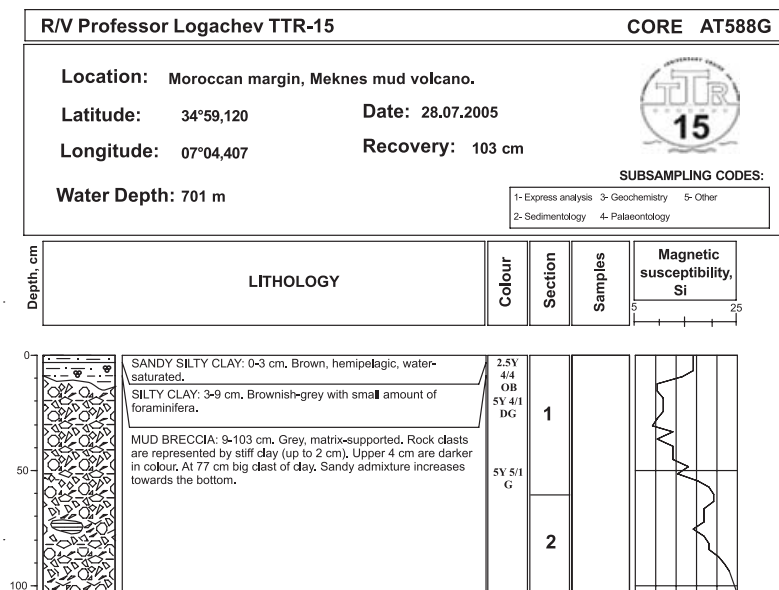 R/V Professor Logachev TTR-15 CORE AT588G
Location: Moroccan margin, Meknes mud volcano.
Latitude: 34°59,120 Date: 28.07.2005
Longitude: 07°04,407 Recovery: 103 cm
Water Depth: 701 m
TTR
15
SUBSAMPLING CODES:
1- Express analysis 3- Geochemistry 5- Other
2- Sedimentology 4- Palaeontology
Depth, cm
LITHOLOGY
Colour
Section
Samples
Magnetic
susceptibility,
Si
5 25
0
50
100
SANDY SILTY CLAY: 0-3 cm. Brown, hemipelagic, water-
saturated.
SILTY CLAY: 3-9 cm. Brownish-grey with small amount of
foraminifera.
MUD BRECCIA: 9-103 cm. Grey, matrix-supported. Rock clasts
are represented by stiff clay (up to 2 cm). Upper 4 cm are darker
in colour. At 77 cm big clast of clay. Sandy admixture increases
towards the bottom.
2.5Y
4/4
OB
5Y 4/1
DG
5Y 5/1
G
1
2